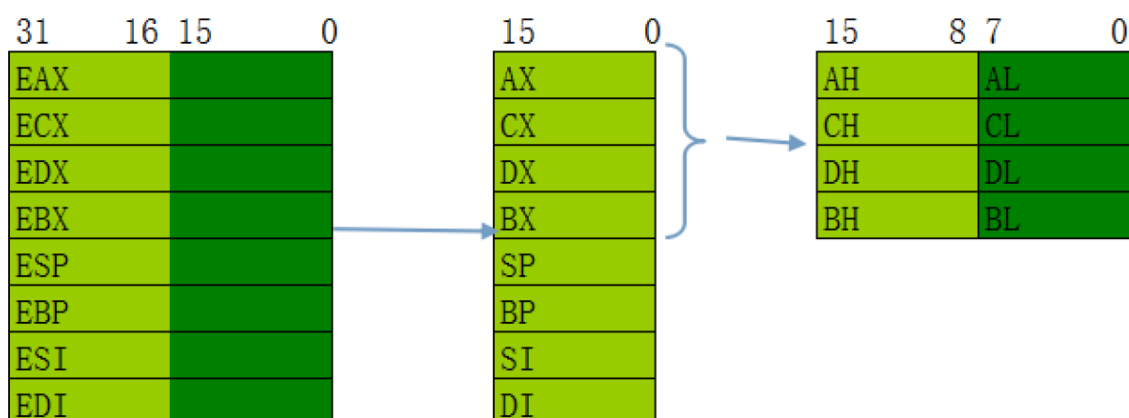 31 16 15 0 15 0 15 8 7 0
EAX AX AH AL
ECX CX CH CL
EDX DX DH DL
EBX BX BH BL
ESP SP
EBP BP
ESI SI
EDI DI